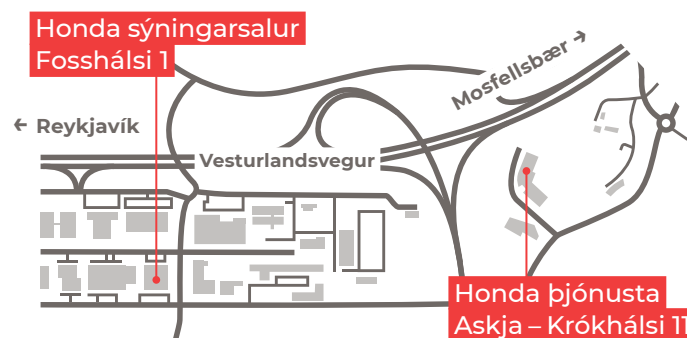 Honda sýningarsalur
Fosshálsi 1
Mosfellsbær →
← Reykjavík
Vesturlandsvegur
Honda þjónusta
Askja – Krókhálsi 11